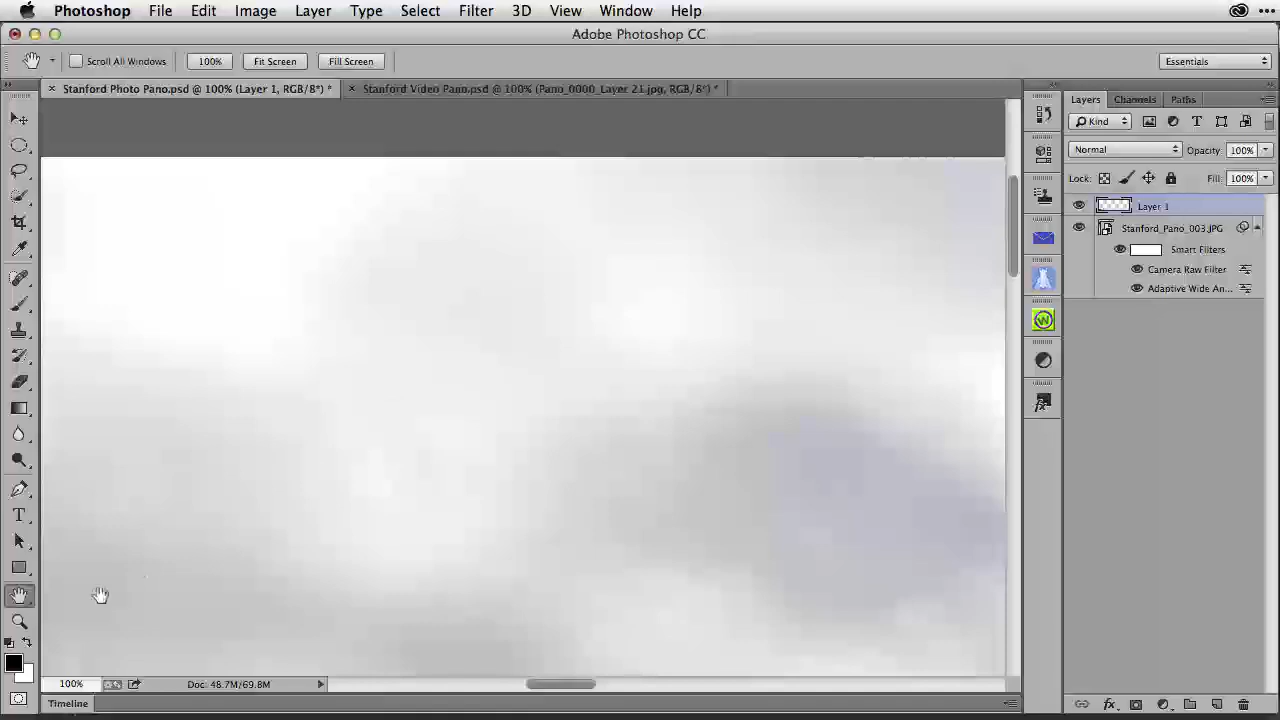 Photoshop File Edit Image Layer Type Select Filter 3D View Window Help
Adobe Photoshop CC
Scroll All Windows 100% Fit Screen Fill Screen Essentials
Stanford Photo Pano.psd @ 100% (Layer 1, RGB/8*) * Stanford Video Pano.psd @ 100% (Pano_0000_Layer 21.jpg, RGB/8*) *
Layers Channels Paths
Kind
Normal Opacity: 100%
Lock: Fill: 100%
Layer 1
Stanford_Pano_003.JPG
Smart Filters
Camera Raw Filter
Adaptive Wide An...
100% Doc: 48.7M/69.8M
Timeline